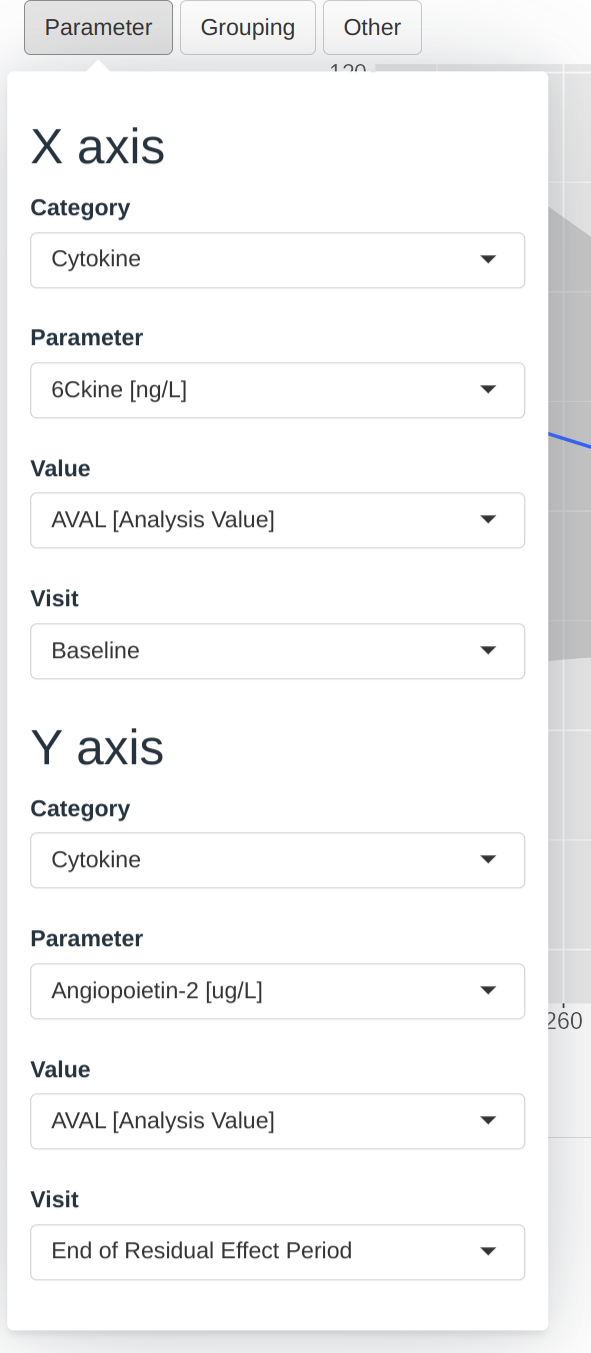 Parameter Grouping Other
X axis
Category
Cytokine
Parameter
6Ckine [ng/L]
Value
AVAL [Analysis Value]
Visit
Baseline
Y axis
Category
Cytokine
Parameter
Angiopoietin-2 [ug/L]
260
Value
AVAL [Analysis Value]
Visit
End of Residual Effect Period